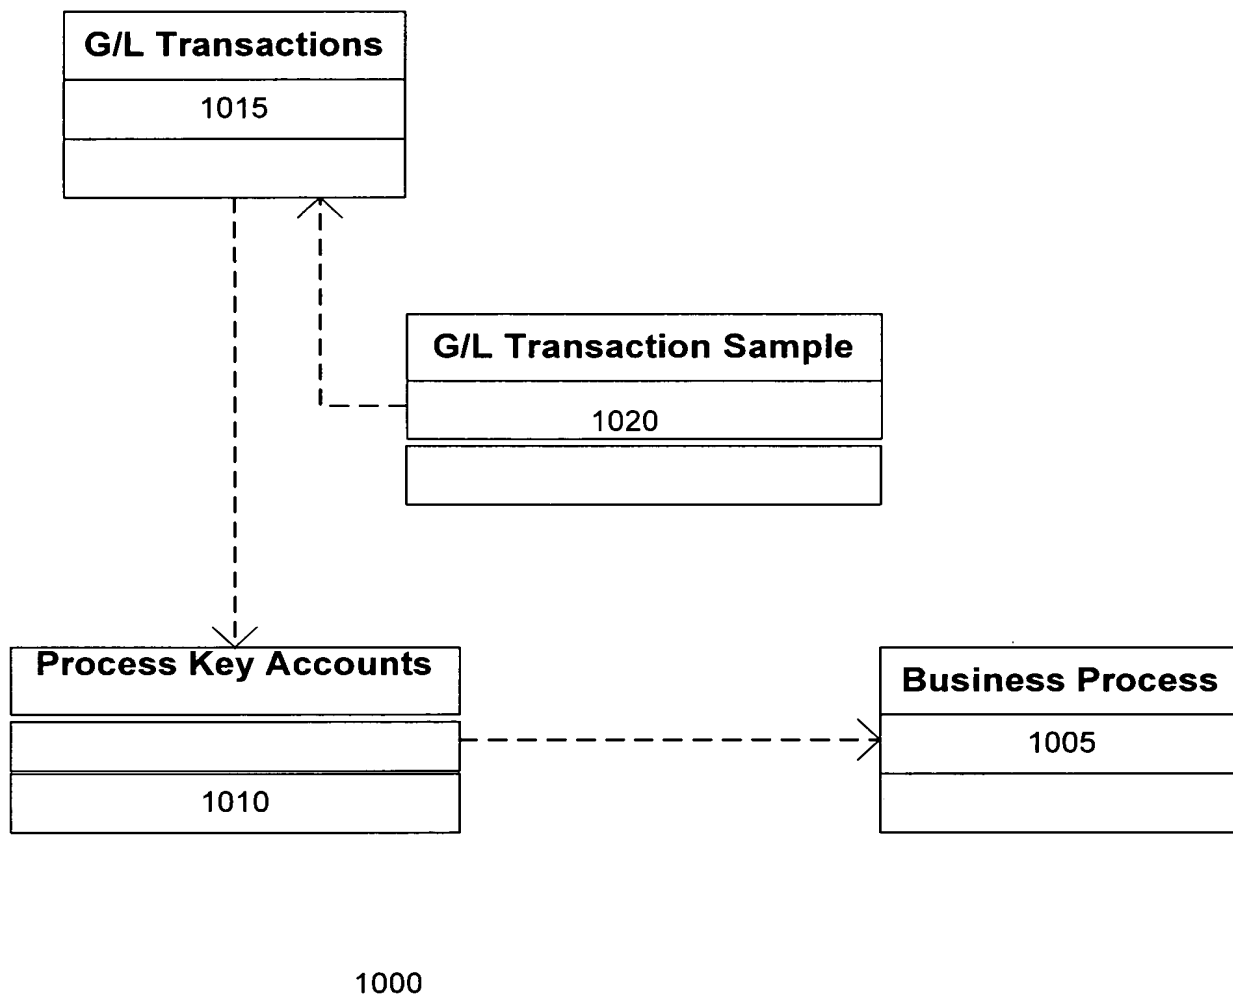 G/L Transactions
1015
G/L Transaction Sample
1020
Process Key Accounts
1010
Business Process
1005
1000